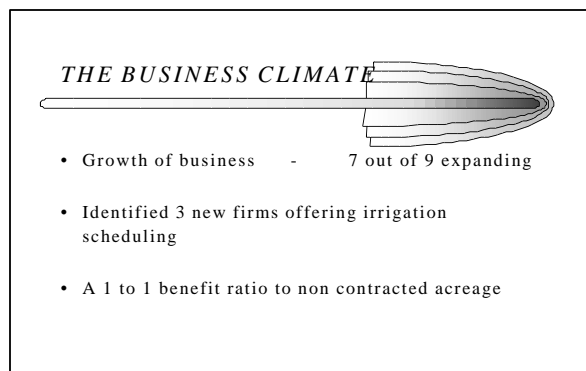 THE BUSINESS CLIMATE
• Growth of business - 7 out of 9 expanding
• Identified 3 new firms offering irrigation
scheduling
• A 1 to 1 benefit ratio to non contracted acreage